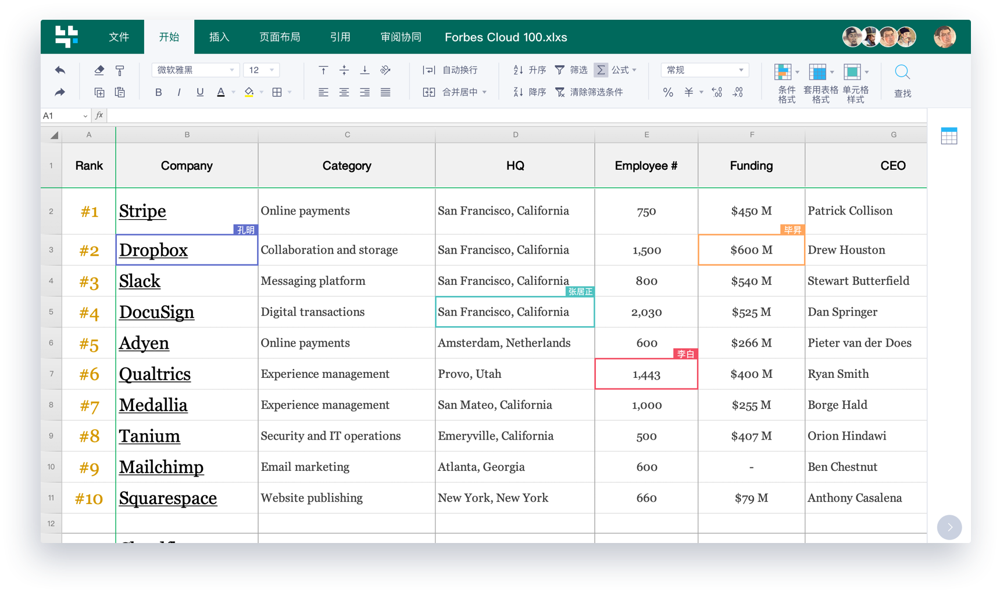 文件 开始 插入 页面布局 引用 审阅协同 Forbes Cloud 100.xlxs
微软雅黑 12 自动换行 升序 筛选 公式 常规
B I U A 合并居中 降序 清除筛选条件 % ¥ .0 .00 条件格式 套用表格格式 单元格样式 查找
A1 fx
A B C D E F G
1 Rank Company Category HQ Employee # Funding CEO
2 #1 Stripe Online payments San Francisco, California 750 $450 M Patrick Collison
孔明 毕昇
3 #2 Dropbox Collaboration and storage San Francisco, California 1,500 $600 M Drew Houston
4 #3 Slack Messaging platform San Francisco, California 800 $540 M Stewart Butterfield
张居正
5 #4 DocuSign Digital transactions San Francisco, California 2,030 $525 M Dan Springer
6 #5 Adyen Online payments Amsterdam, Netherlands 600 $266 M Pieter van der Does
李白
7 #6 Qualtrics Experience management Provo, Utah 1,443 $400 M Ryan Smith
8 #7 Medallia Experience management San Mateo, California 1,000 $255 M Borge Hald
9 #8 Tanium Security and IT operations Emeryville, California 500 $407 M Orion Hindawi
10 #9 Mailchimp Email marketing Atlanta, Georgia 600 - Ben Chestnut
11 #10 Squarespace Website publishing New York, New York 660 $79 M Anthony Casalena
12